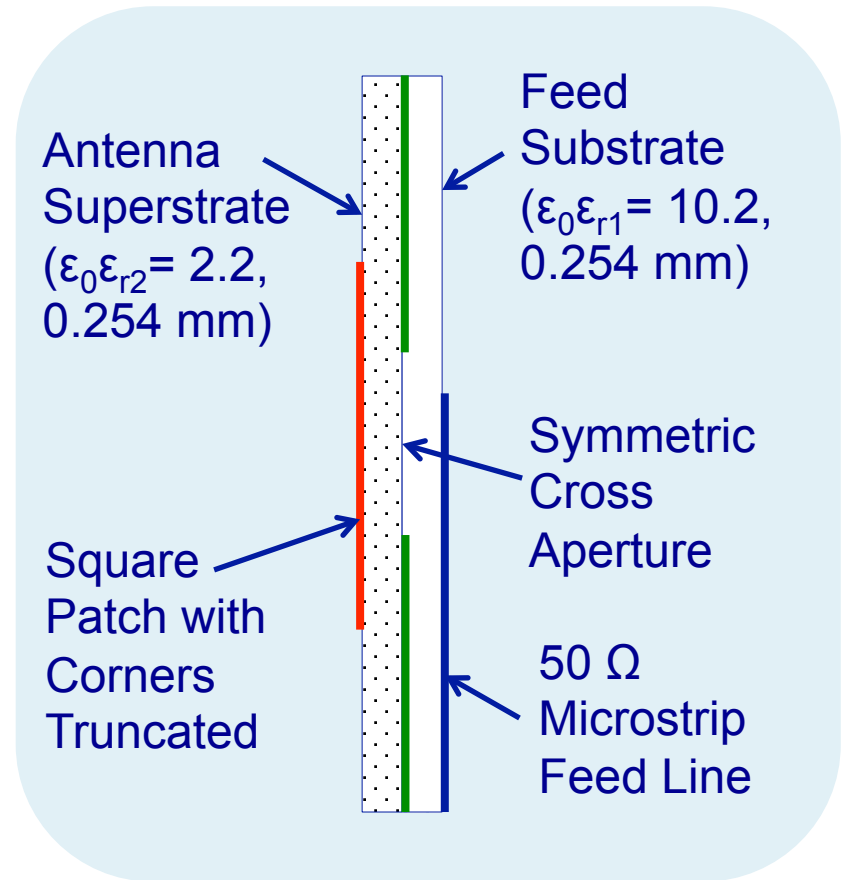 Antenna
Superstrate
(ε₀εᵣ₂= 2.2,
0.254 mm)
Feed
Substrate
(ε₀εᵣ₁= 10.2,
0.254 mm)
Symmetric
Cross
Aperture
Square
Patch with
Corners
Truncated
50 Ω
Microstrip
Feed Line